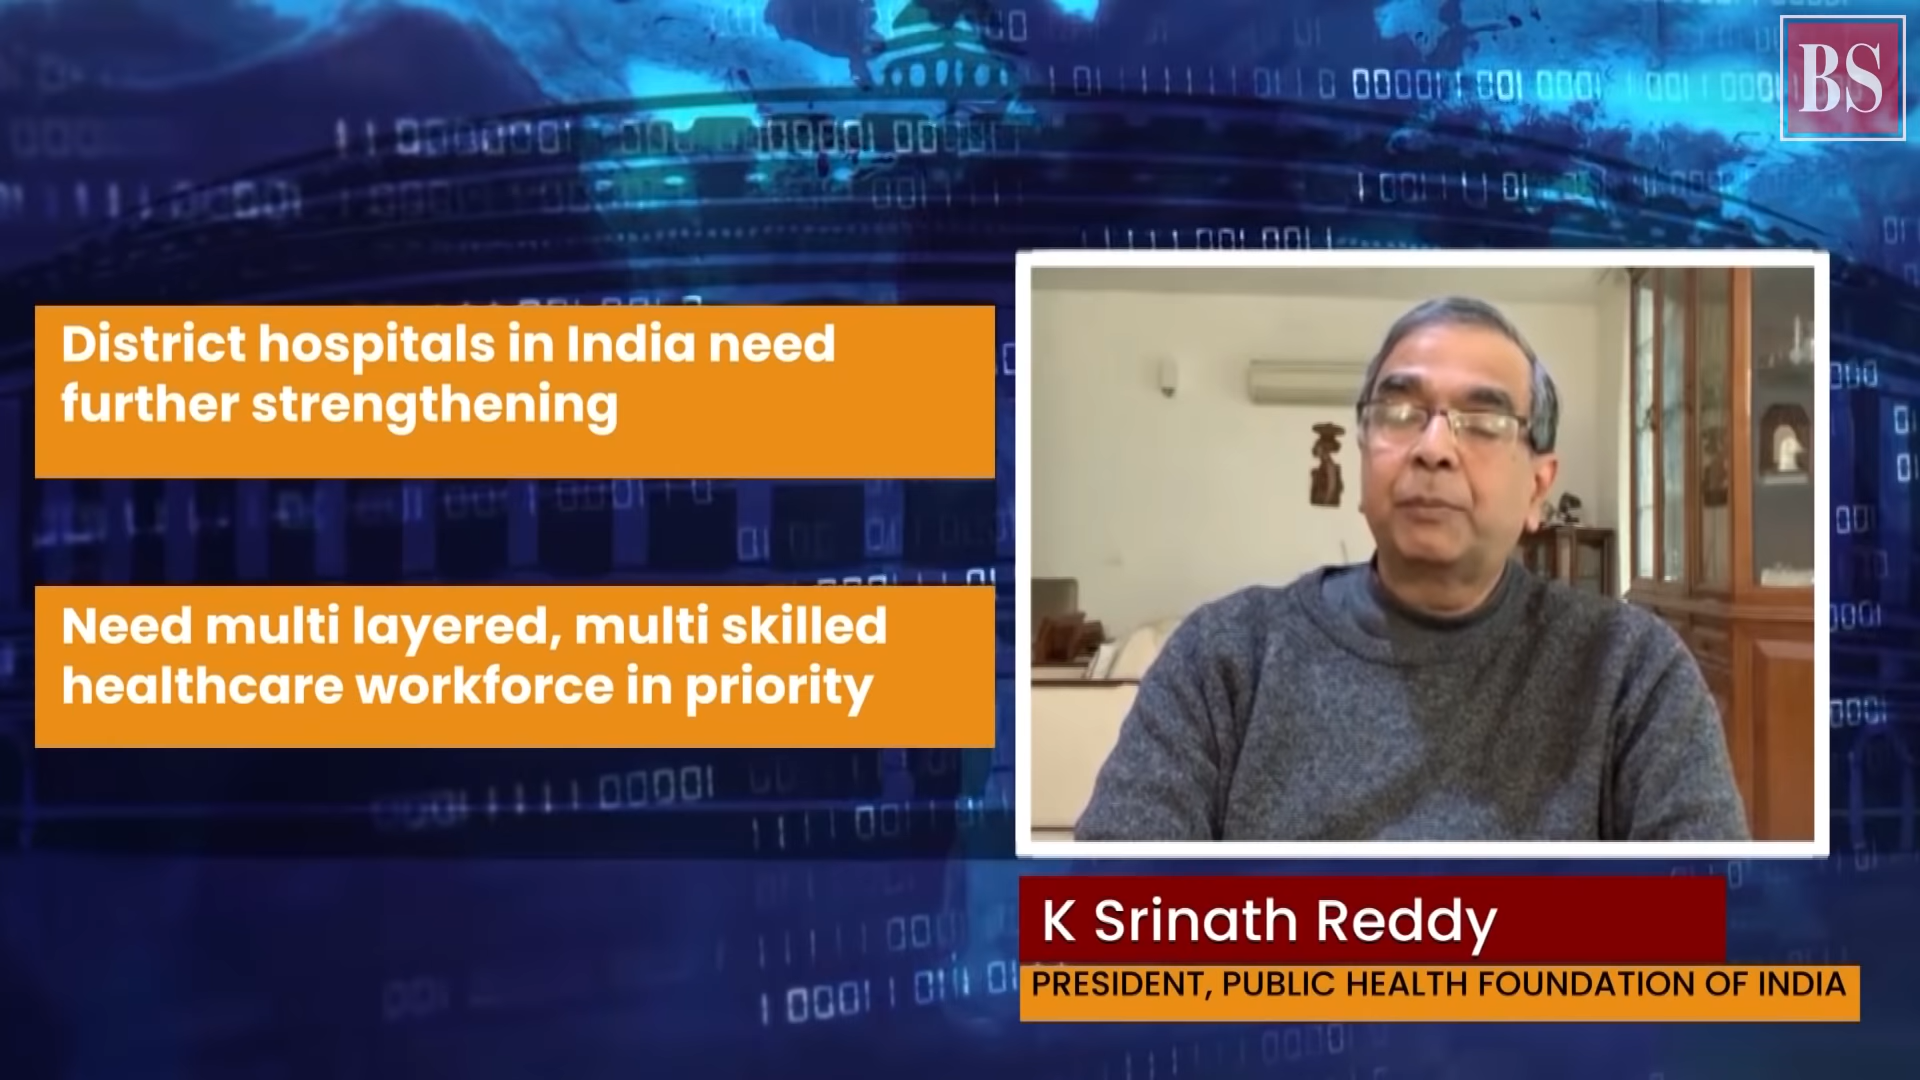 BS
District hospitals in India need
further strengthening
Need multi layered, multi skilled
healthcare workforce in priority
K Srinath Reddy
PRESIDENT, PUBLIC HEALTH FOUNDATION OF INDIA